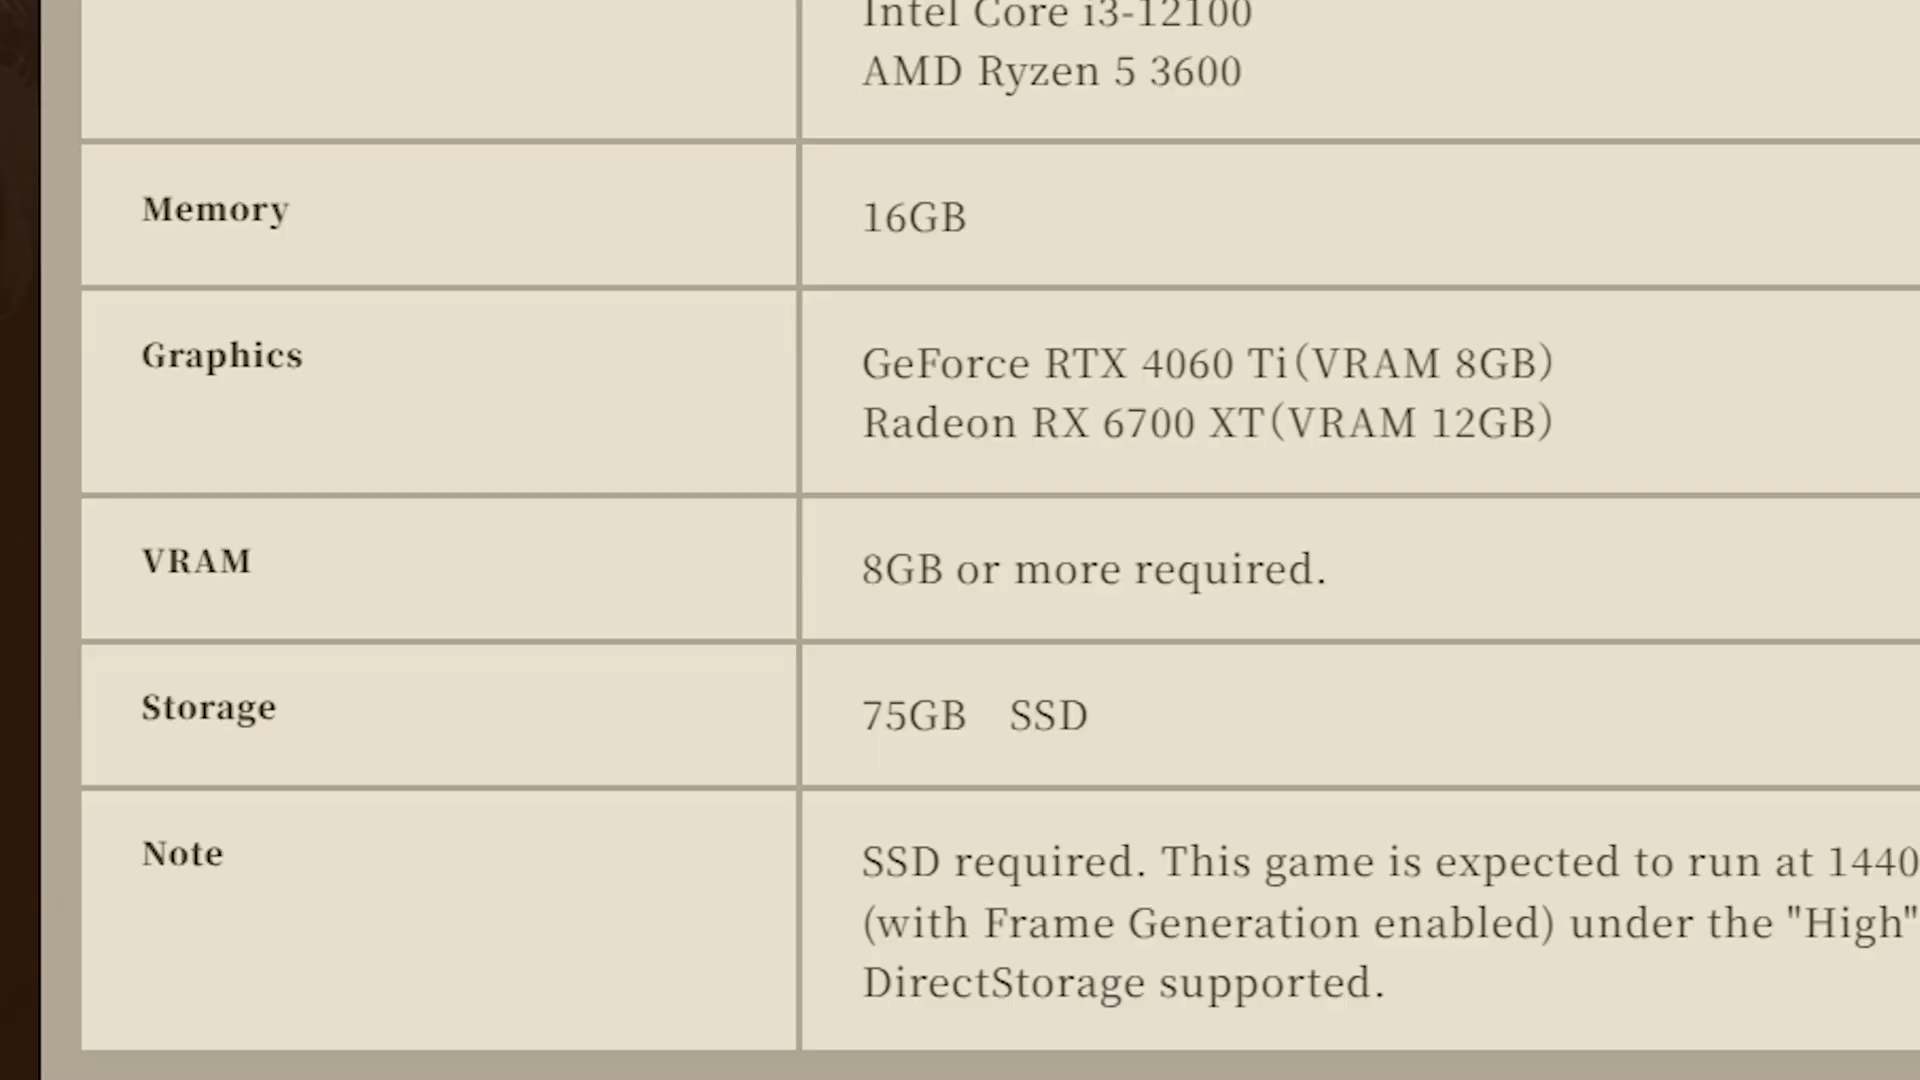 Intel Core i3-12100
AMD Ryzen 5 3600
Memory
16GB
Graphics
GeForce RTX 4060 Ti(VRAM 8GB)
Radeon RX 6700 XT(VRAM 12GB)
VRAM
8GB or more required.
Storage
75GB SSD
Note
SSD required. This game is expected to run at 1440
(with Frame Generation enabled) under the "High"
DirectStorage supported.